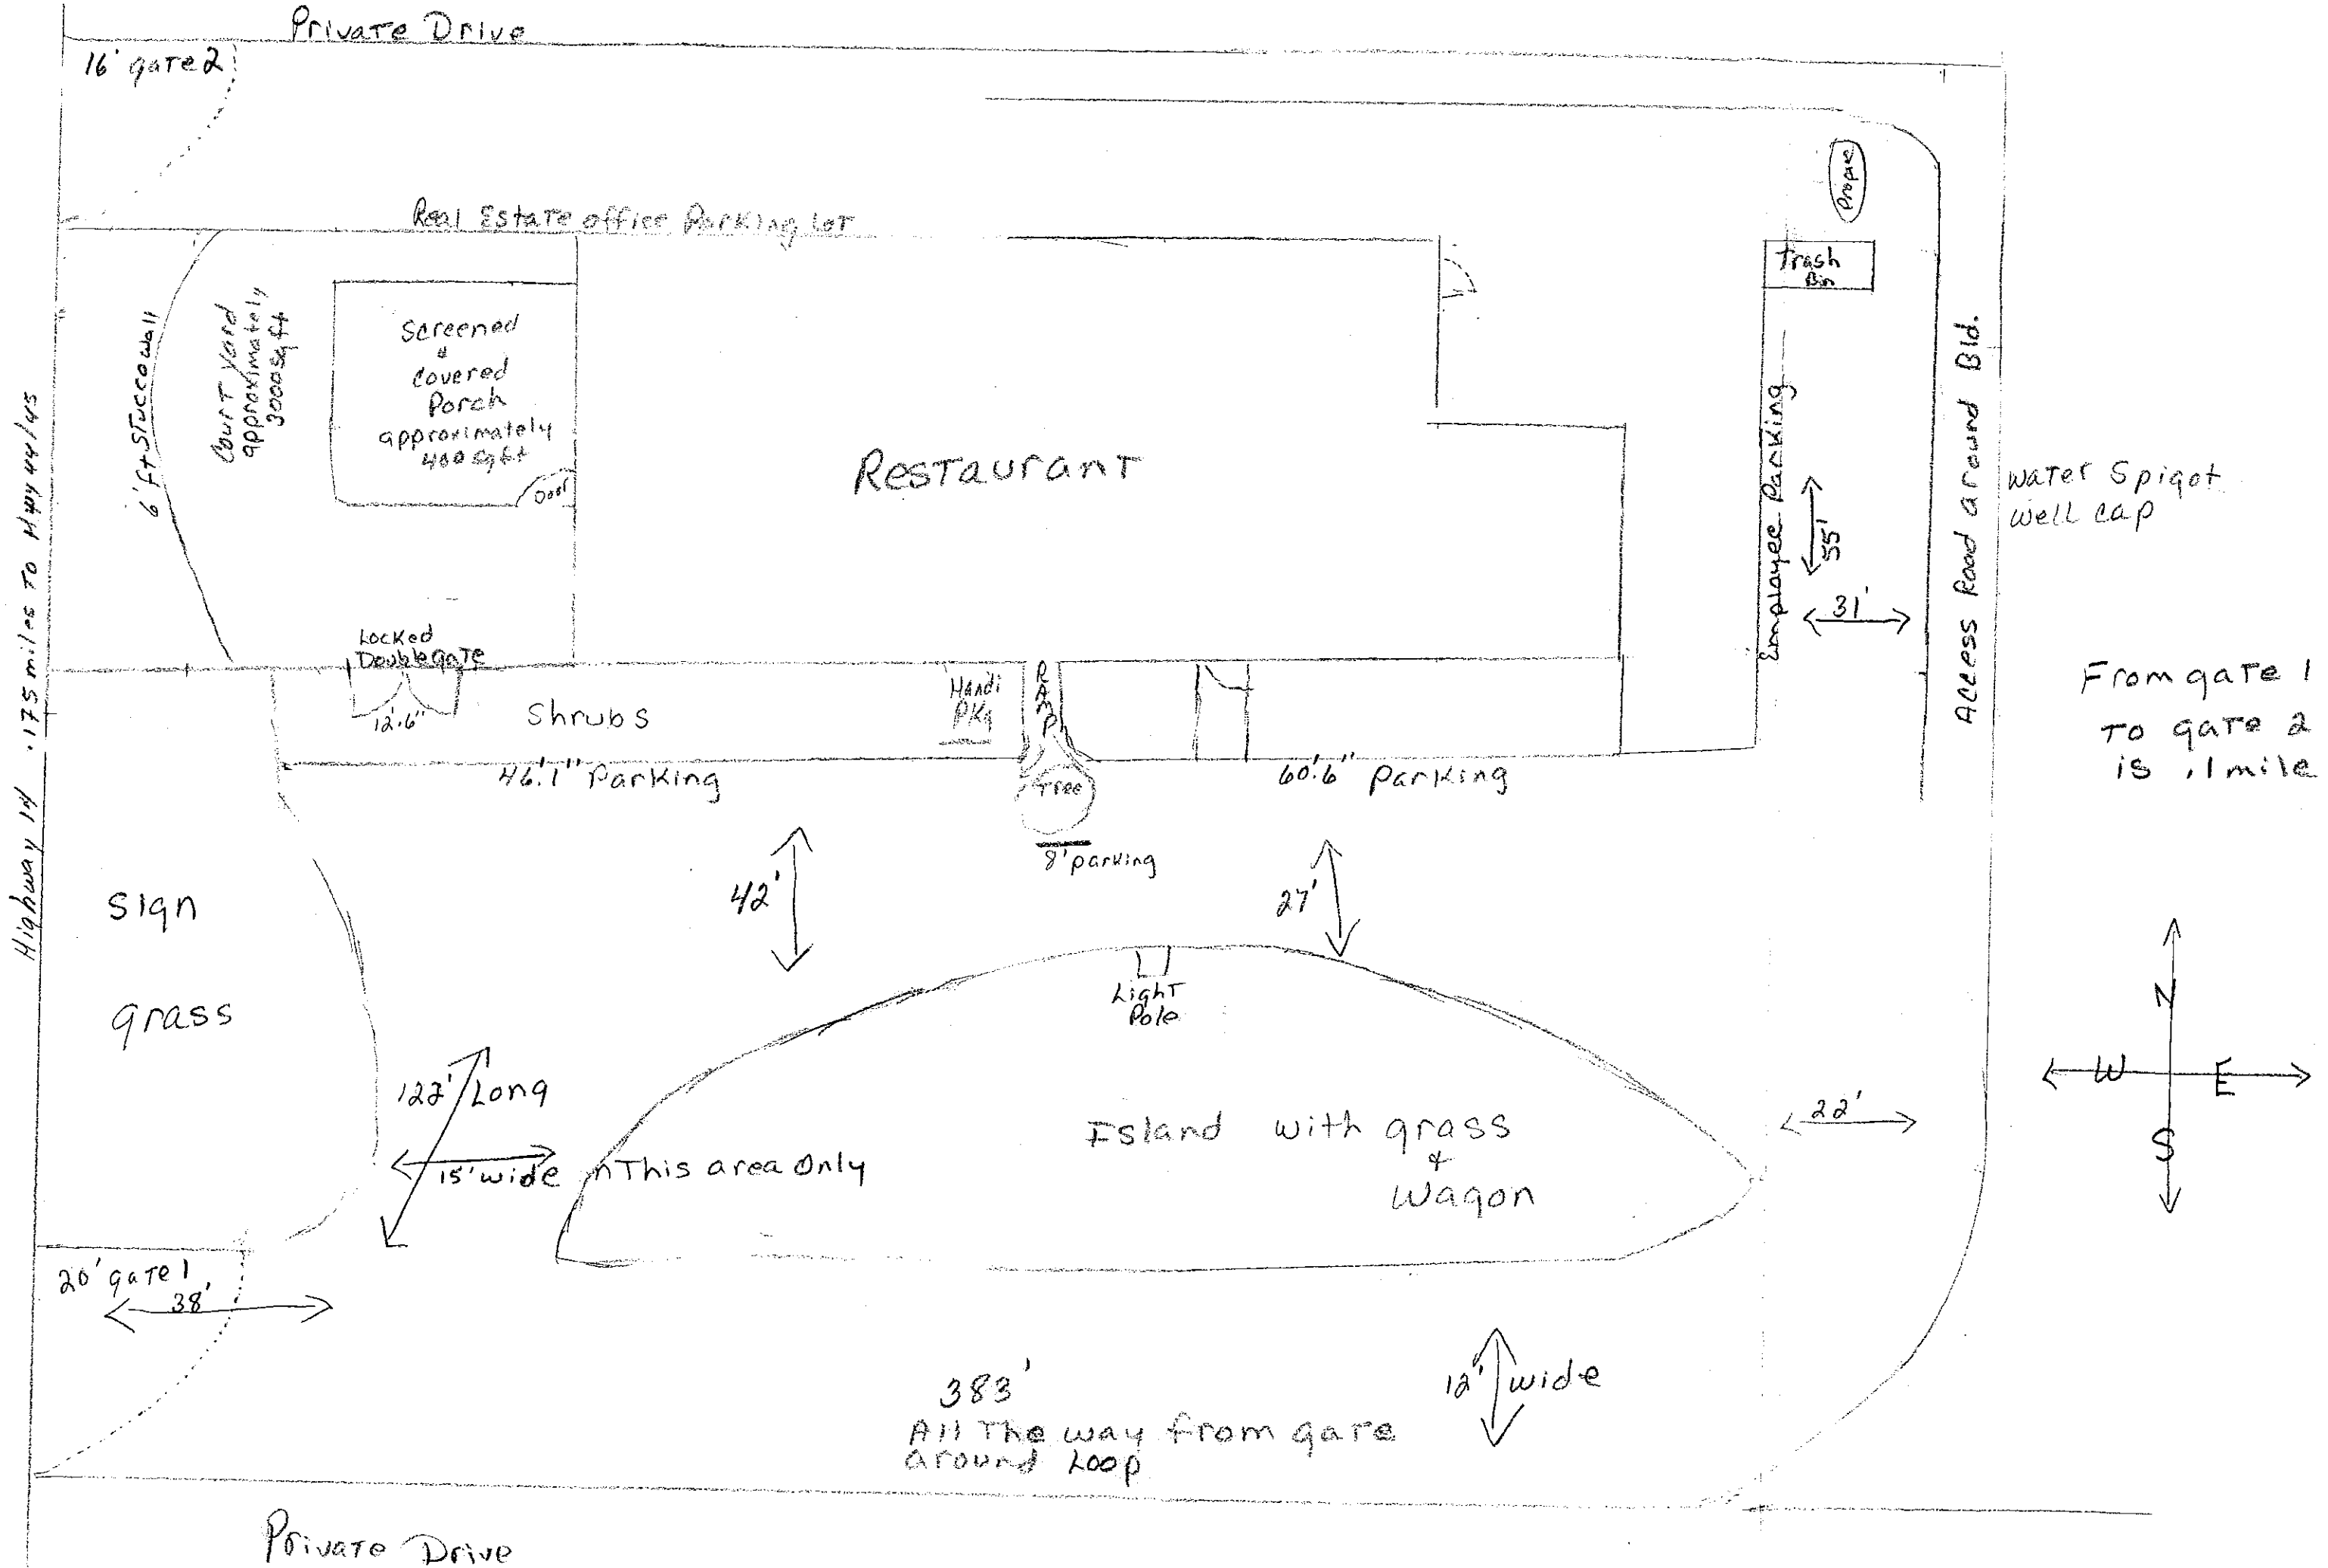 Private Drive
16' gate 2
Real Estate office Parking Lot
Propane
Trash
Bin
6' ft Stucco wall
Court Yard
approximately
3000 sq ft
Screened
&
Covered
Porch
approximately
400 sq ft
Door
Restaurant
Employee Parking
55'
31'
Access Road around Bld.
Water Spigot
Well Cap
Highway 14 .175 miles To Hwy 44/45
Locked
Double gate
12'.6"
Shrubs
Handi
PKg
RAMP
Tree
46'.1" Parking
60'.6" Parking
8' parking
From gate 1
To gate 2
is .1 mile
42'
27'
Sign
grass
Light
Pole
122' Long
15' wide in This area Only
Island with grass
&
Wagon
22'
N
W E
S
20' gate 1
38'
12' wide
383'
All The way from gate
around Loop
Private Drive